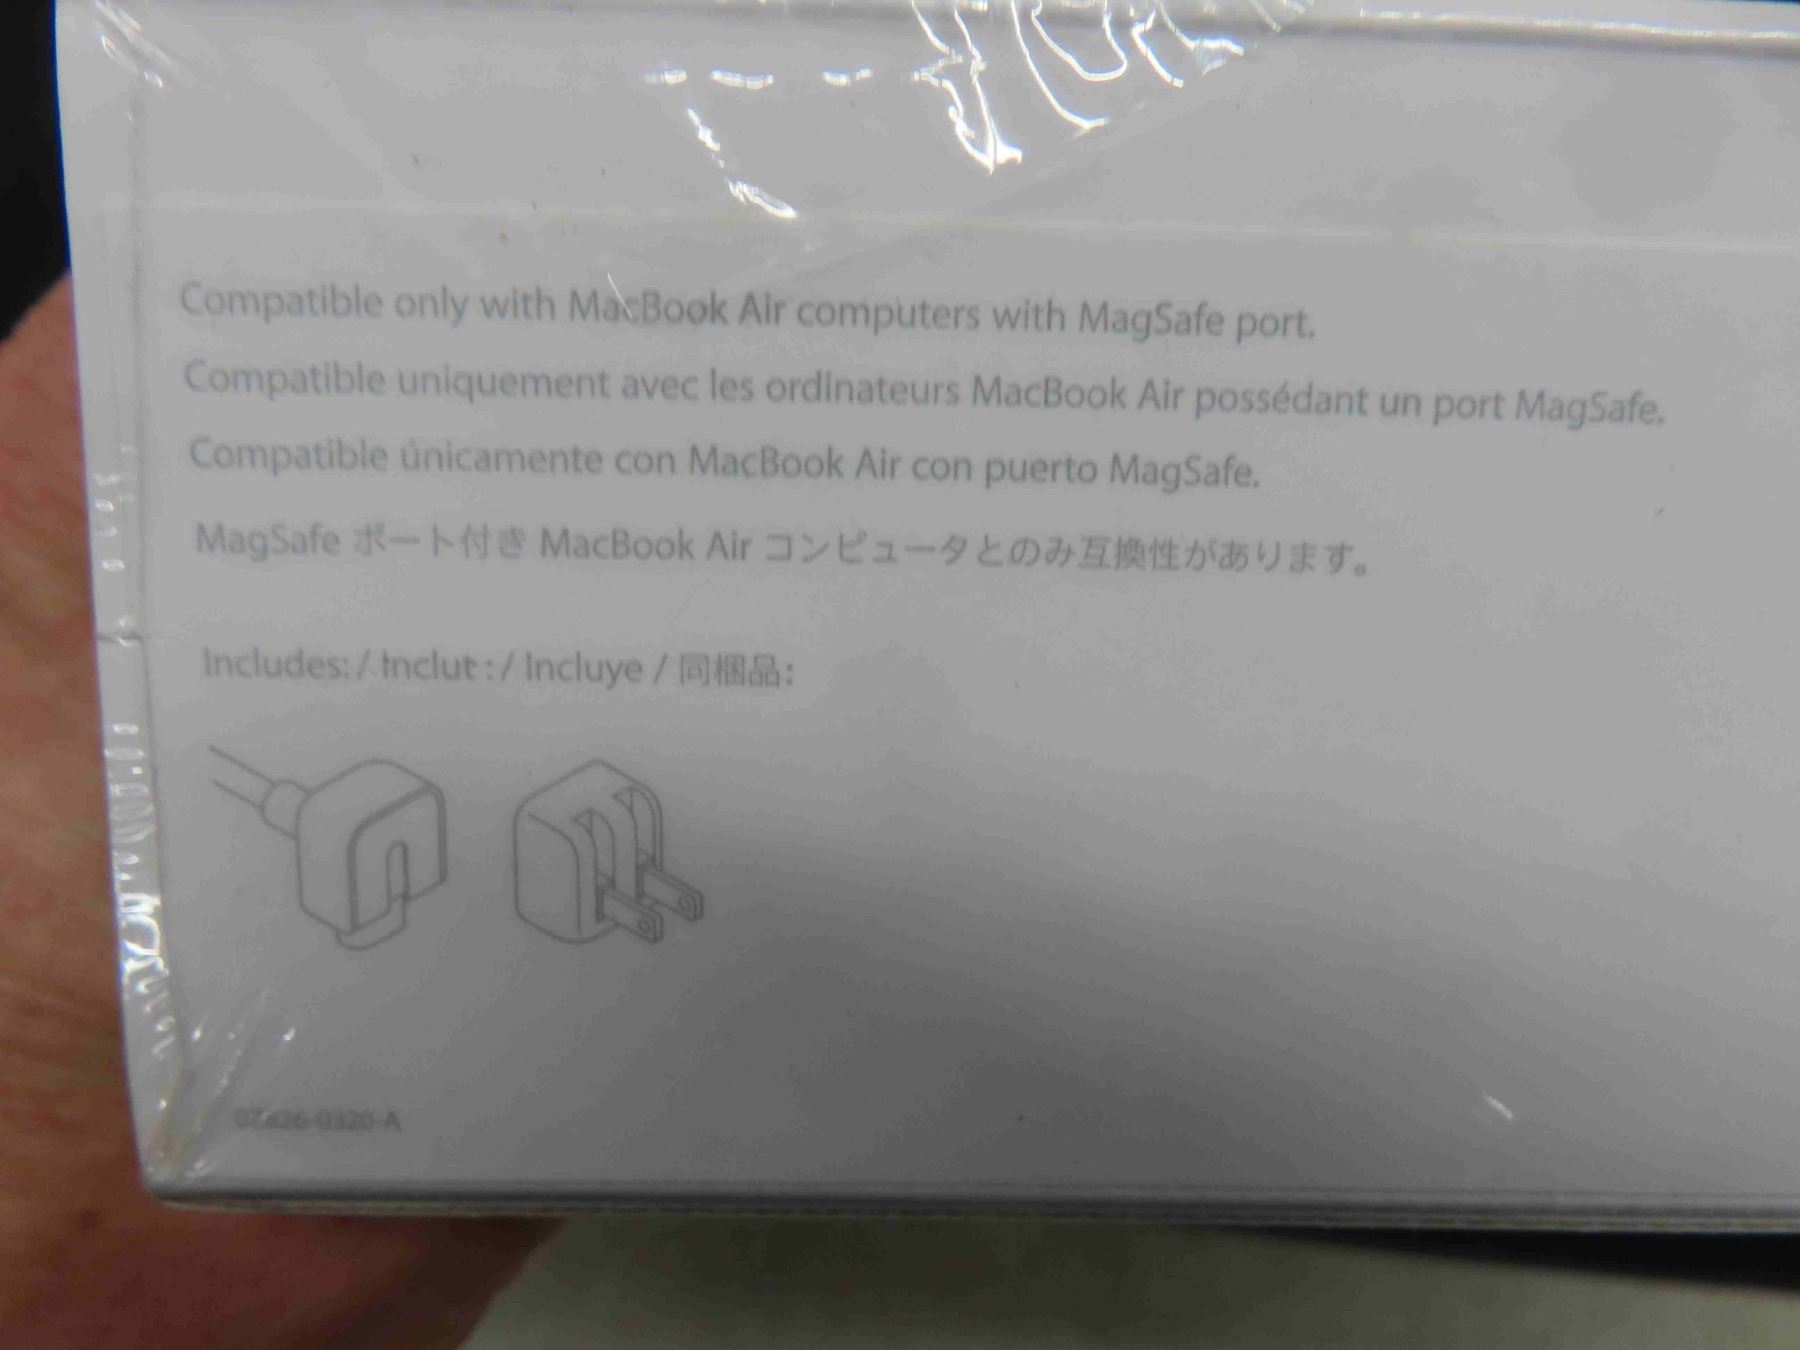 Compatible only with MacBook Air computers with MagSafe port.
Compatible uniquement avec les ordinateurs MacBook Air possédant un port MagSafe.
Compatible únicamente con MacBook Air con puerto MagSafe.
MagSafe ポート付き MacBook Air コンピュータとのみ互換性があります。
Includes: / Inclut : / Incluye / 同梱品: